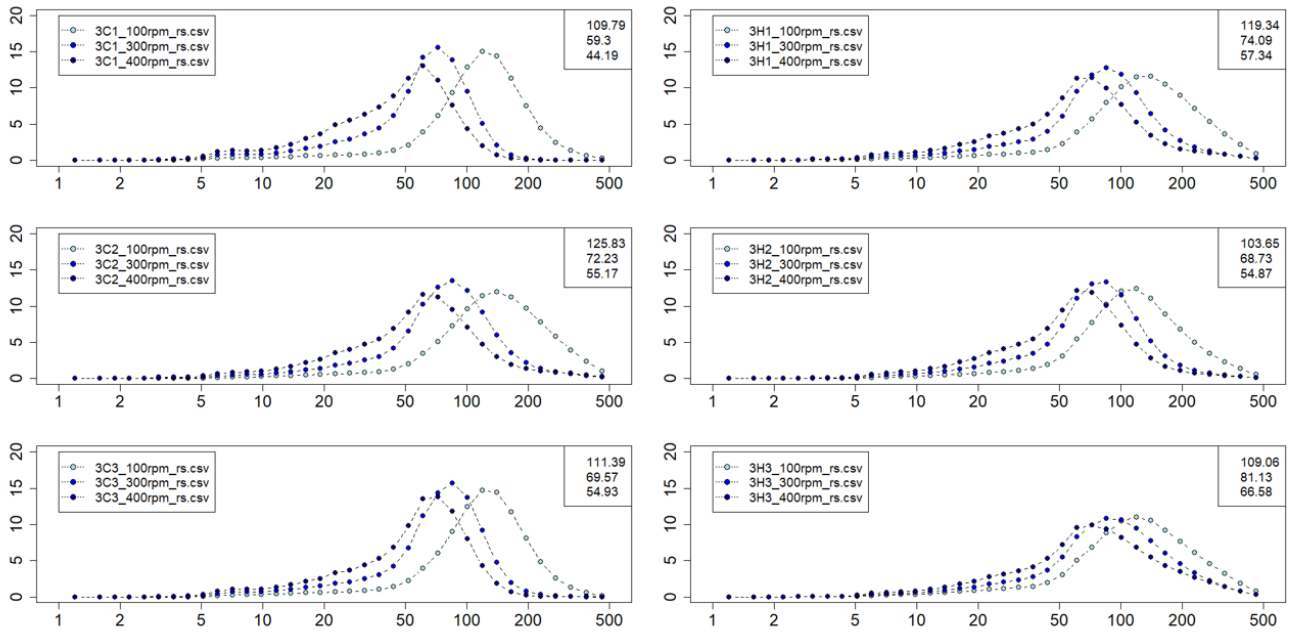 20
15
10
5
0
3C1_100rpm_rs.csv
3C1_300rpm_rs.csv
3C1_400rpm_rs.csv
109.79
59.3
44.19
1 2 5 10 20 50 100 200 500
20
15
10
5
0
3H1_100rpm_rs.csv
3H1_300rpm_rs.csv
3H1_400rpm_rs.csv
119.34
74.09
57.34
1 2 5 10 20 50 100 200 500
20
15
10
5
0
3C2_100rpm_rs.csv
3C2_300rpm_rs.csv
3C2_400rpm_rs.csv
125.83
72.23
55.17
1 2 5 10 20 50 100 200 500
20
15
10
5
0
3H2_100rpm_rs.csv
3H2_300rpm_rs.csv
3H2_400rpm_rs.csv
103.65
68.73
54.87
1 2 5 10 20 50 100 200 500
20
15
10
5
0
3C3_100rpm_rs.csv
3C3_300rpm_rs.csv
3C3_400rpm_rs.csv
111.39
69.57
54.93
1 2 5 10 20 50 100 200 500
20
15
10
5
0
3H3_100rpm_rs.csv
3H3_300rpm_rs.csv
3H3_400rpm_rs.csv
109.06
81.13
66.58
1 2 5 10 20 50 100 200 500